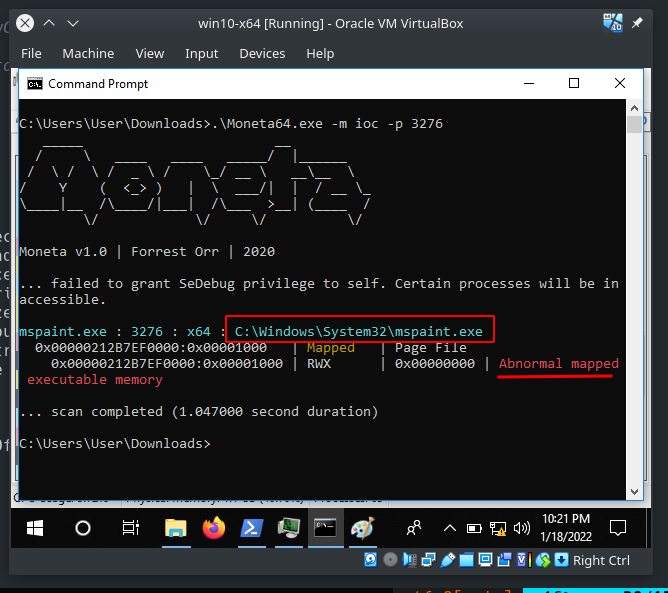 win10-x64 [Running] - Oracle VM VirtualBox
File Machine View Input Devices Help
Command Prompt
C:\Users\User\Downloads>.\Moneta64.exe -m ioc -p 3276
Moneta
Moneta v1.0 | Forrest Orr | 2020
... failed to grant SeDebug privilege to self. Certain processes will be in
accessible.
mspaint.exe : 3276 : x64 : C:\Windows\System32\mspaint.exe
0x00000212B7EF0000:0x00001000 | Mapped | Page File
0x00000212B7EF0000:0x00001000 | RWX | 0x00000000 | Abnormal mapped
executable memory
... scan completed (1.047000 second duration)
C:\Users\User\Downloads>
10:21 PM
1/18/2022
Right Ctrl